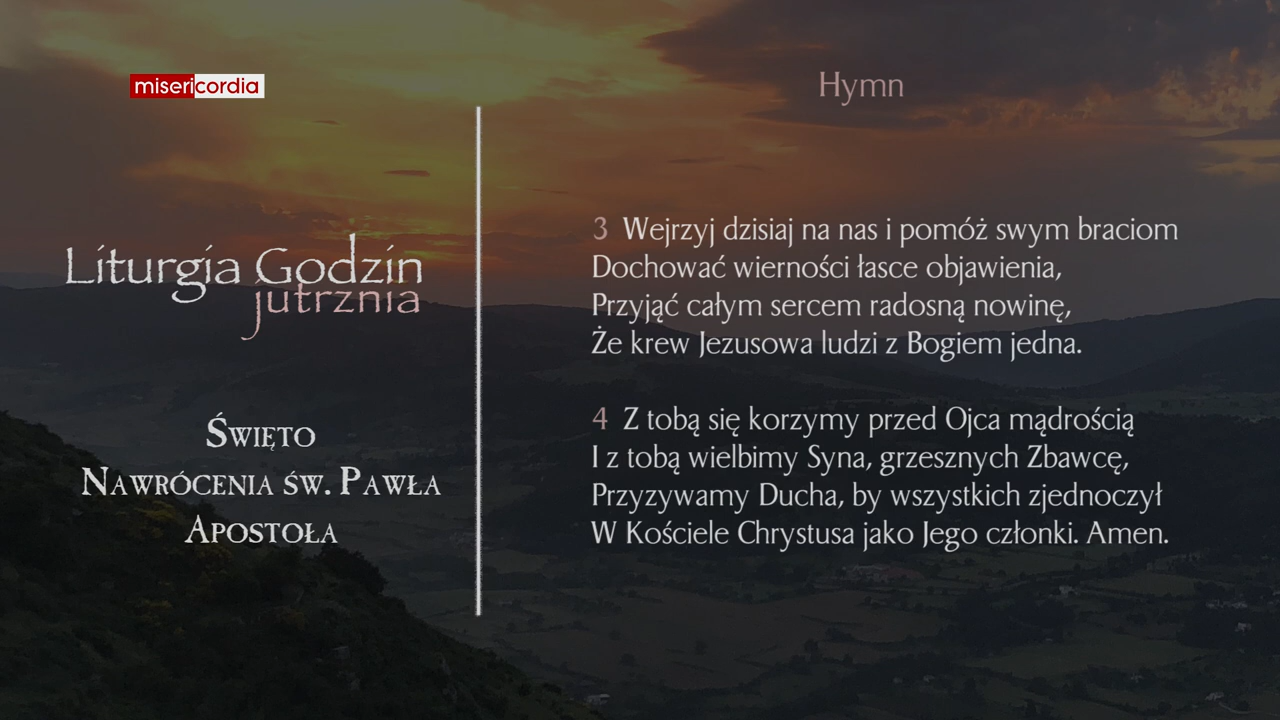 misericordia
Liturgia Godzin
jutrznia
Święto
Nawrócenia św. Pawła
Apostoła
Hymn
3 Wejrzyj dzisiaj na nas i pomóż swym braciom
Dochować wierności łasce objawienia,
Przyjąć całym sercem radosną nowinę,
Że krew Jezusowa ludzi z Bogiem jedna.
4 Z tobą się korzymy przed Ojca mądrością
I z tobą wielbimy Syna, grzesznych Zbawcę,
Przyzywamy Ducha, by wszystkich zjednoczył
W Kościele Chrystusa jako Jego członki. Amen.